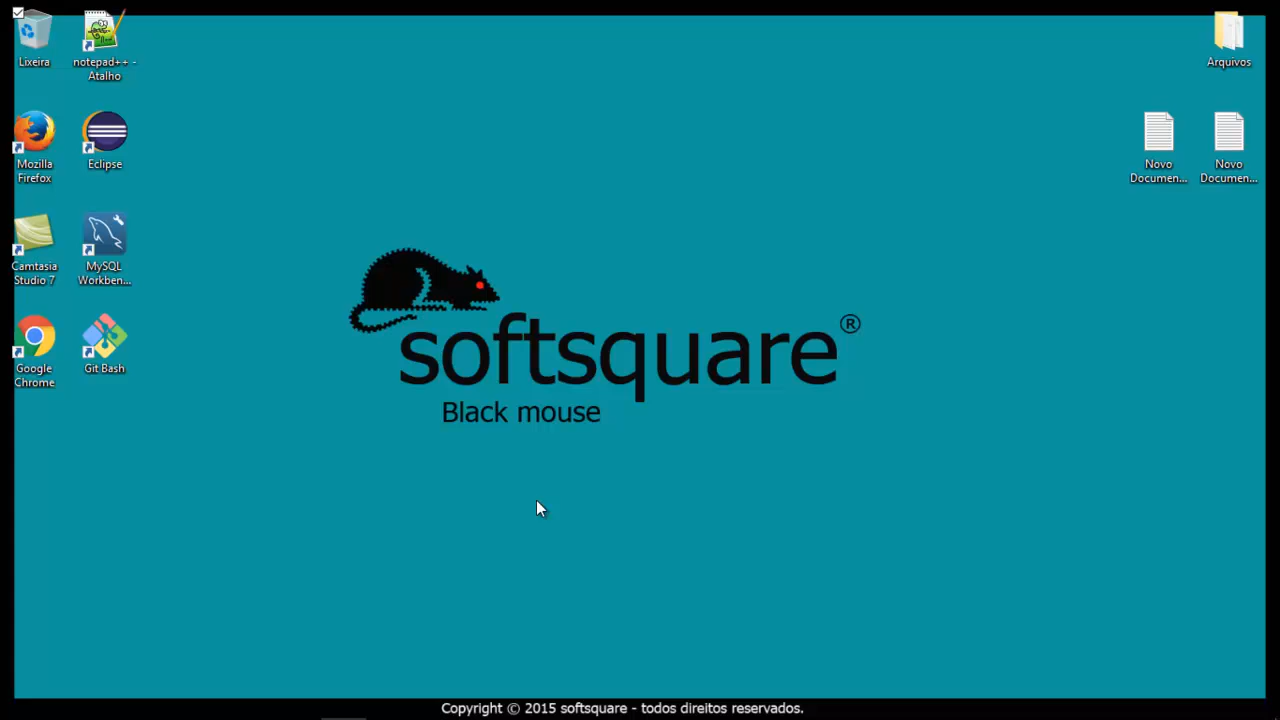 Lixeira
notepad++ -
Atalho
Arquivos
Mozilla
Firefox
Eclipse
Novo
Documen...
Novo
Documen...
Camtasia
Studio 7
MySQL
Workben...
Google
Chrome
Git Bash
softsquare®
Black mouse
Copyright © 2015 softsquare - todos direitos reservados.